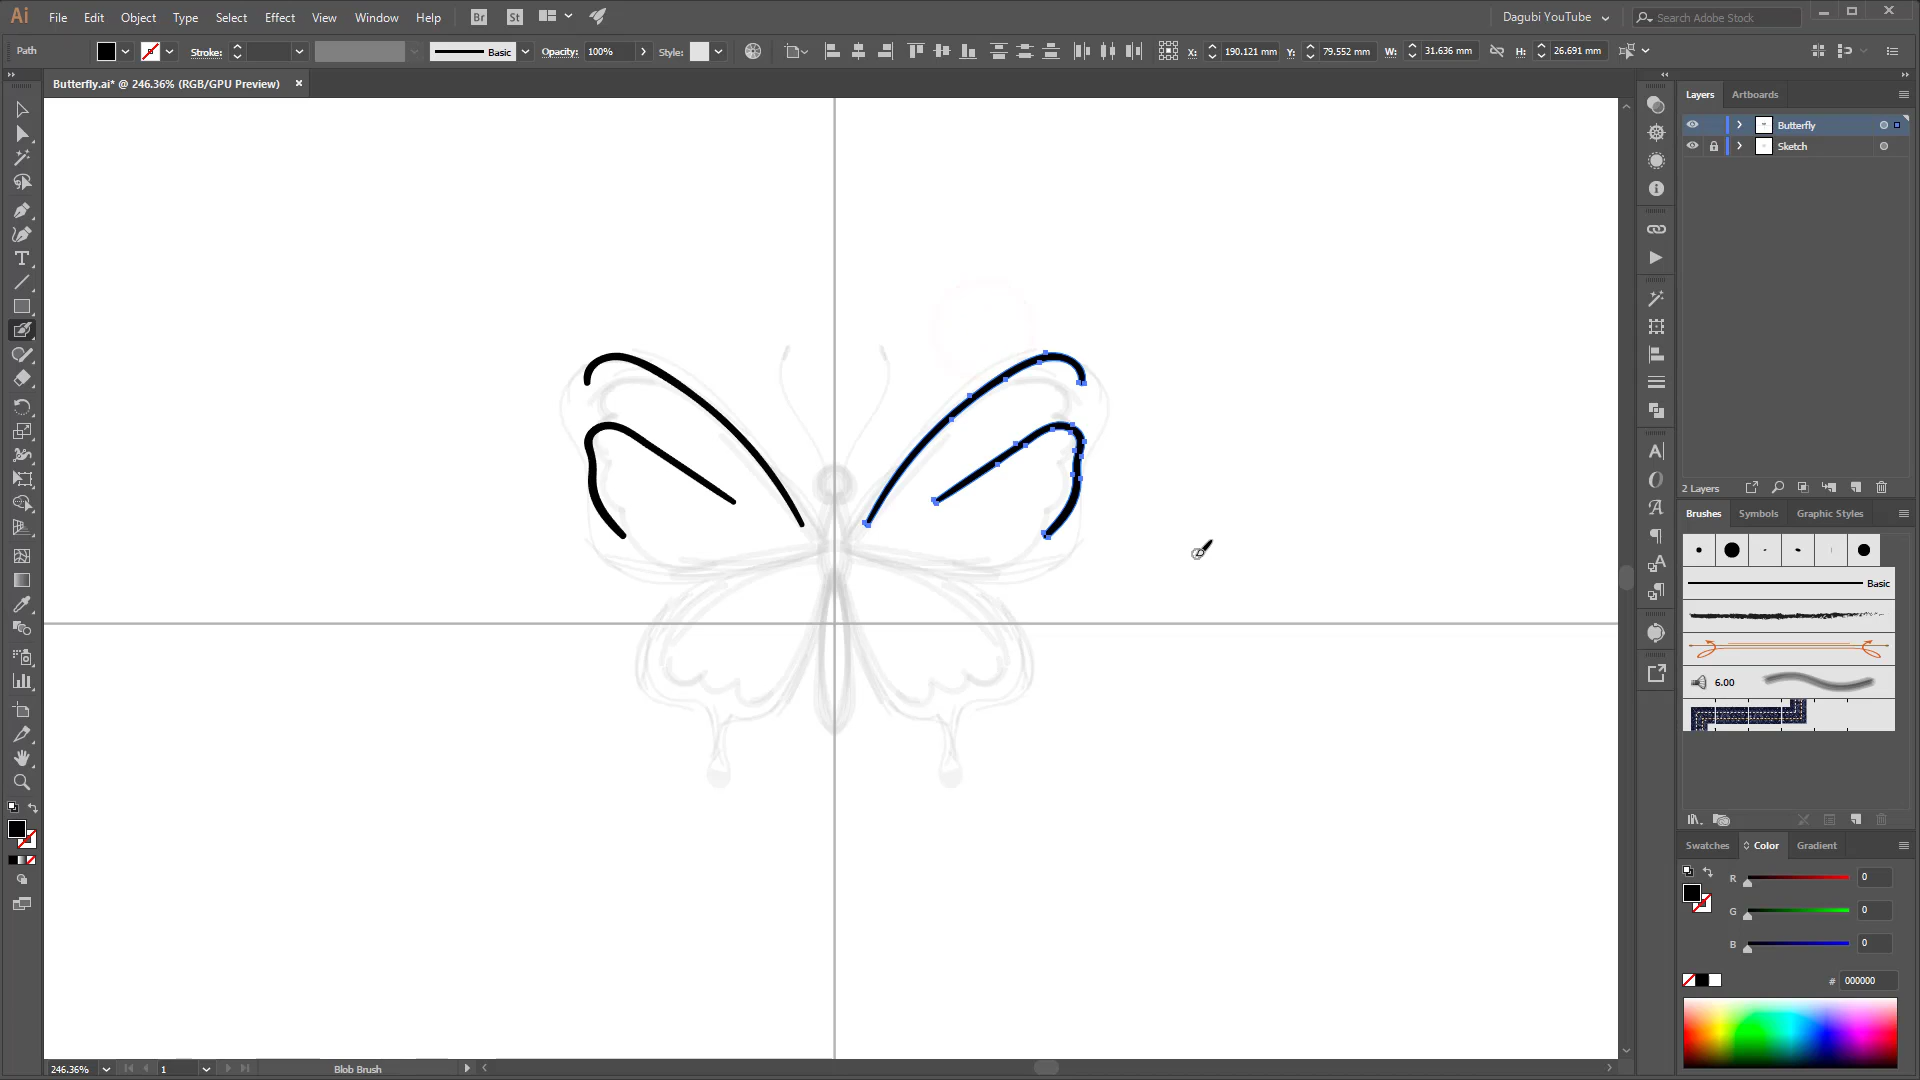 Ai File Edit Object Type Select Effect View Window Help Br St Dagubi YouTube Search Adobe Stock
Path Stroke: Basic Opacity: 100% Style: X: 190.121 mm Y: 79.552 mm W: 31.636 mm H: 26.691 mm
Butterfly.ai* @ 246.36% (RGB/GPU Preview) ×
Layers Artboards
Butterfly
Sketch
2 Layers
Brushes Symbols Graphic Styles
Basic
6.00
Swatches Color Gradient
R 0
G 0
B 0
# 000000
246.36% 1 Blob Brush